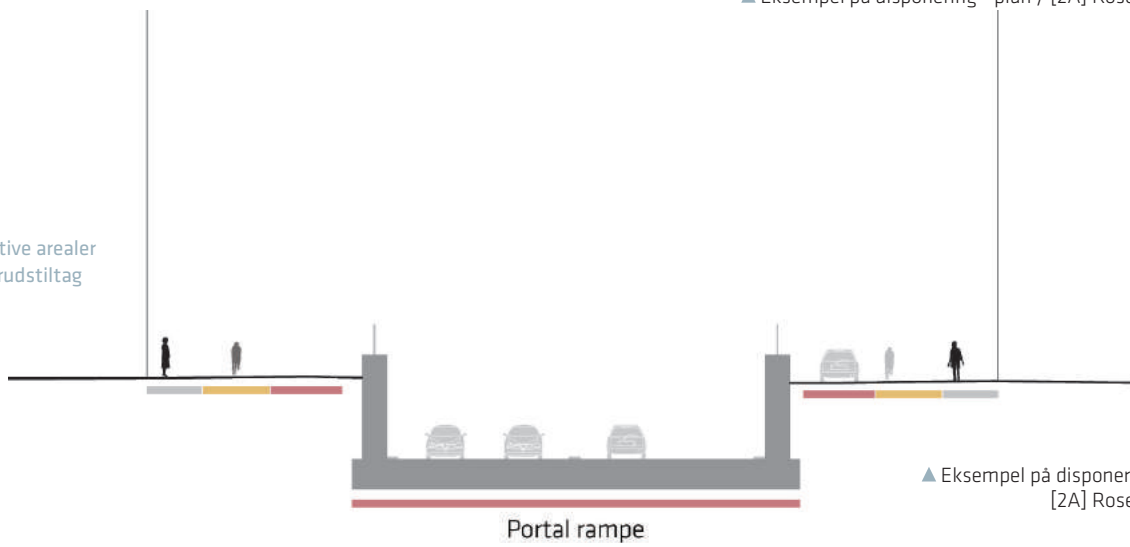 ▲ Eksempel på disponering - plan / [2A] Rose
tive arealer
rudstiltag
▲ Eksempel på disponer
[2A] Rose
Portal rampe